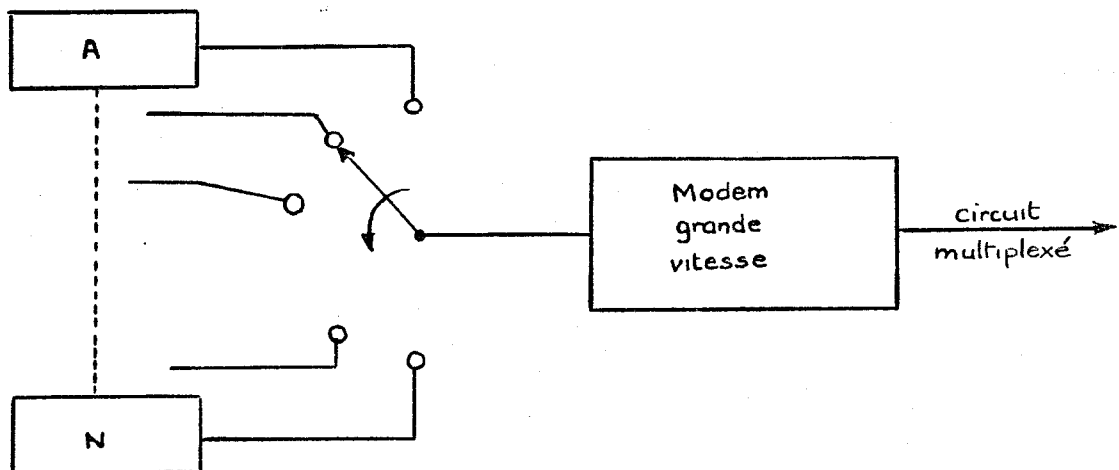 A
Modem
grande
vitesse
circuit
multiplexé
N